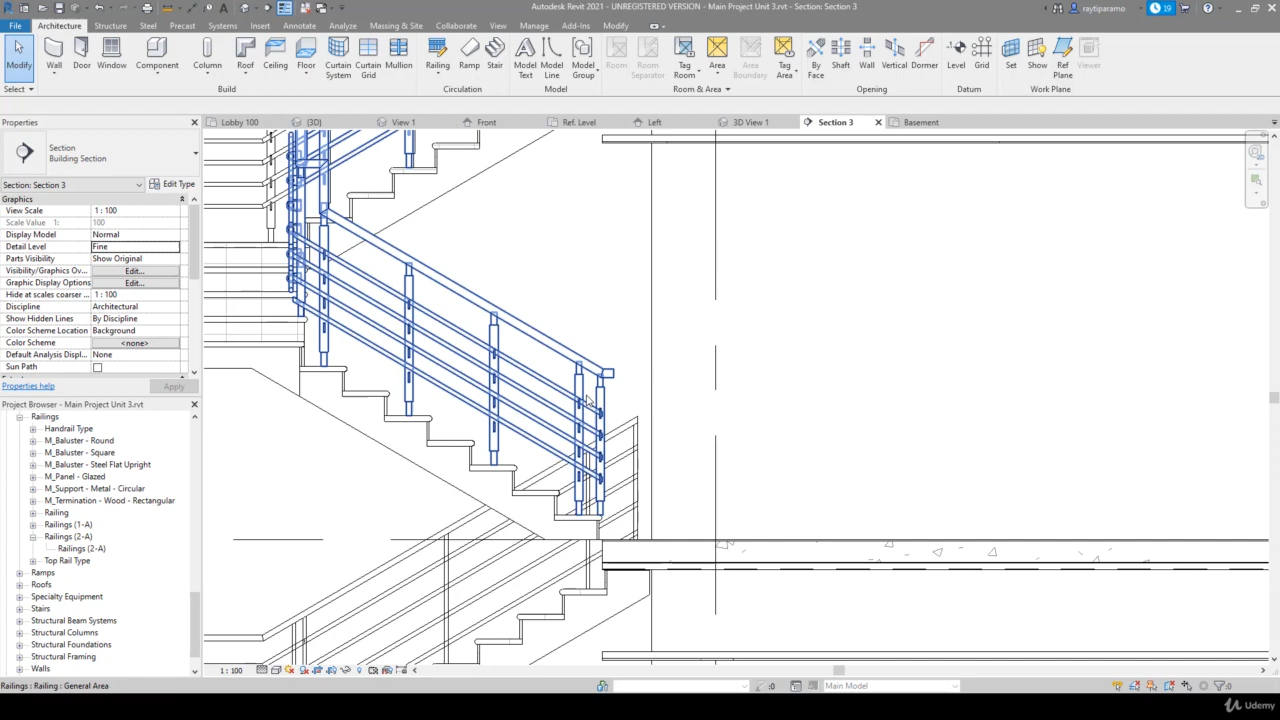 Autodesk Revit 2021 - UNREGISTERED VERSION - Main Project Unit 3.rvt - Section: Section 3
raytiparamo
19
File Architecture Structure Steel Precast Systems Insert Annotate Analyze Massing & Site Collaborate View Manage Add-Ins Modify
Modify Wall Door Window Component Column Roof Ceiling Floor Curtain System Curtain Grid Mullion Railing Ramp Stair Model Text Model Line Model Group Room Room Separator Tag Room Area Area Boundary Tag Area By Face Shaft Wall Vertical Dormer Level Grid Set Show Ref Plane Viewer
Select Build Circulation Model Room & Area Opening Datum Work Plane
Properties
Lobby 100 {3D} View 1 Front Ref. Level Left 3D View 1 Section 3 Basement
Section
Building Section
Section: Section 3 Edit Type
Graphics
View Scale 1 : 100
Scale Value 1: 100
Display Model Normal
Detail Level Fine
Parts Visibility Show Original
Visibility/Graphics Ov... Edit...
Graphic Display Options Edit...
Hide at scales coarser ... 1 : 100
Discipline Architectural
Show Hidden Lines By Discipline
Color Scheme Location Background
Color Scheme <none>
Default Analysis Displ... None
Sun Path
Properties help Apply
Project Browser - Main Project Unit 3.rvt
Railings
Handrail Type
M_Baluster - Round
M_Baluster - Square
M_Baluster - Steel Flat Upright
M_Panel - Glazed
M_Support - Metal - Circular
M_Termination - Wood - Rectangular
Railing
Railings (1-A)
Railings (2-A)
Railings (2-A)
Top Rail Type
Ramps
Roofs
Specialty Equipment
Stairs
Structural Beam Systems
Structural Columns
Structural Foundations
Structural Framing
Walls
1 : 100
Railings : Railing : General Area
:0
Main Model
:0
Udemy